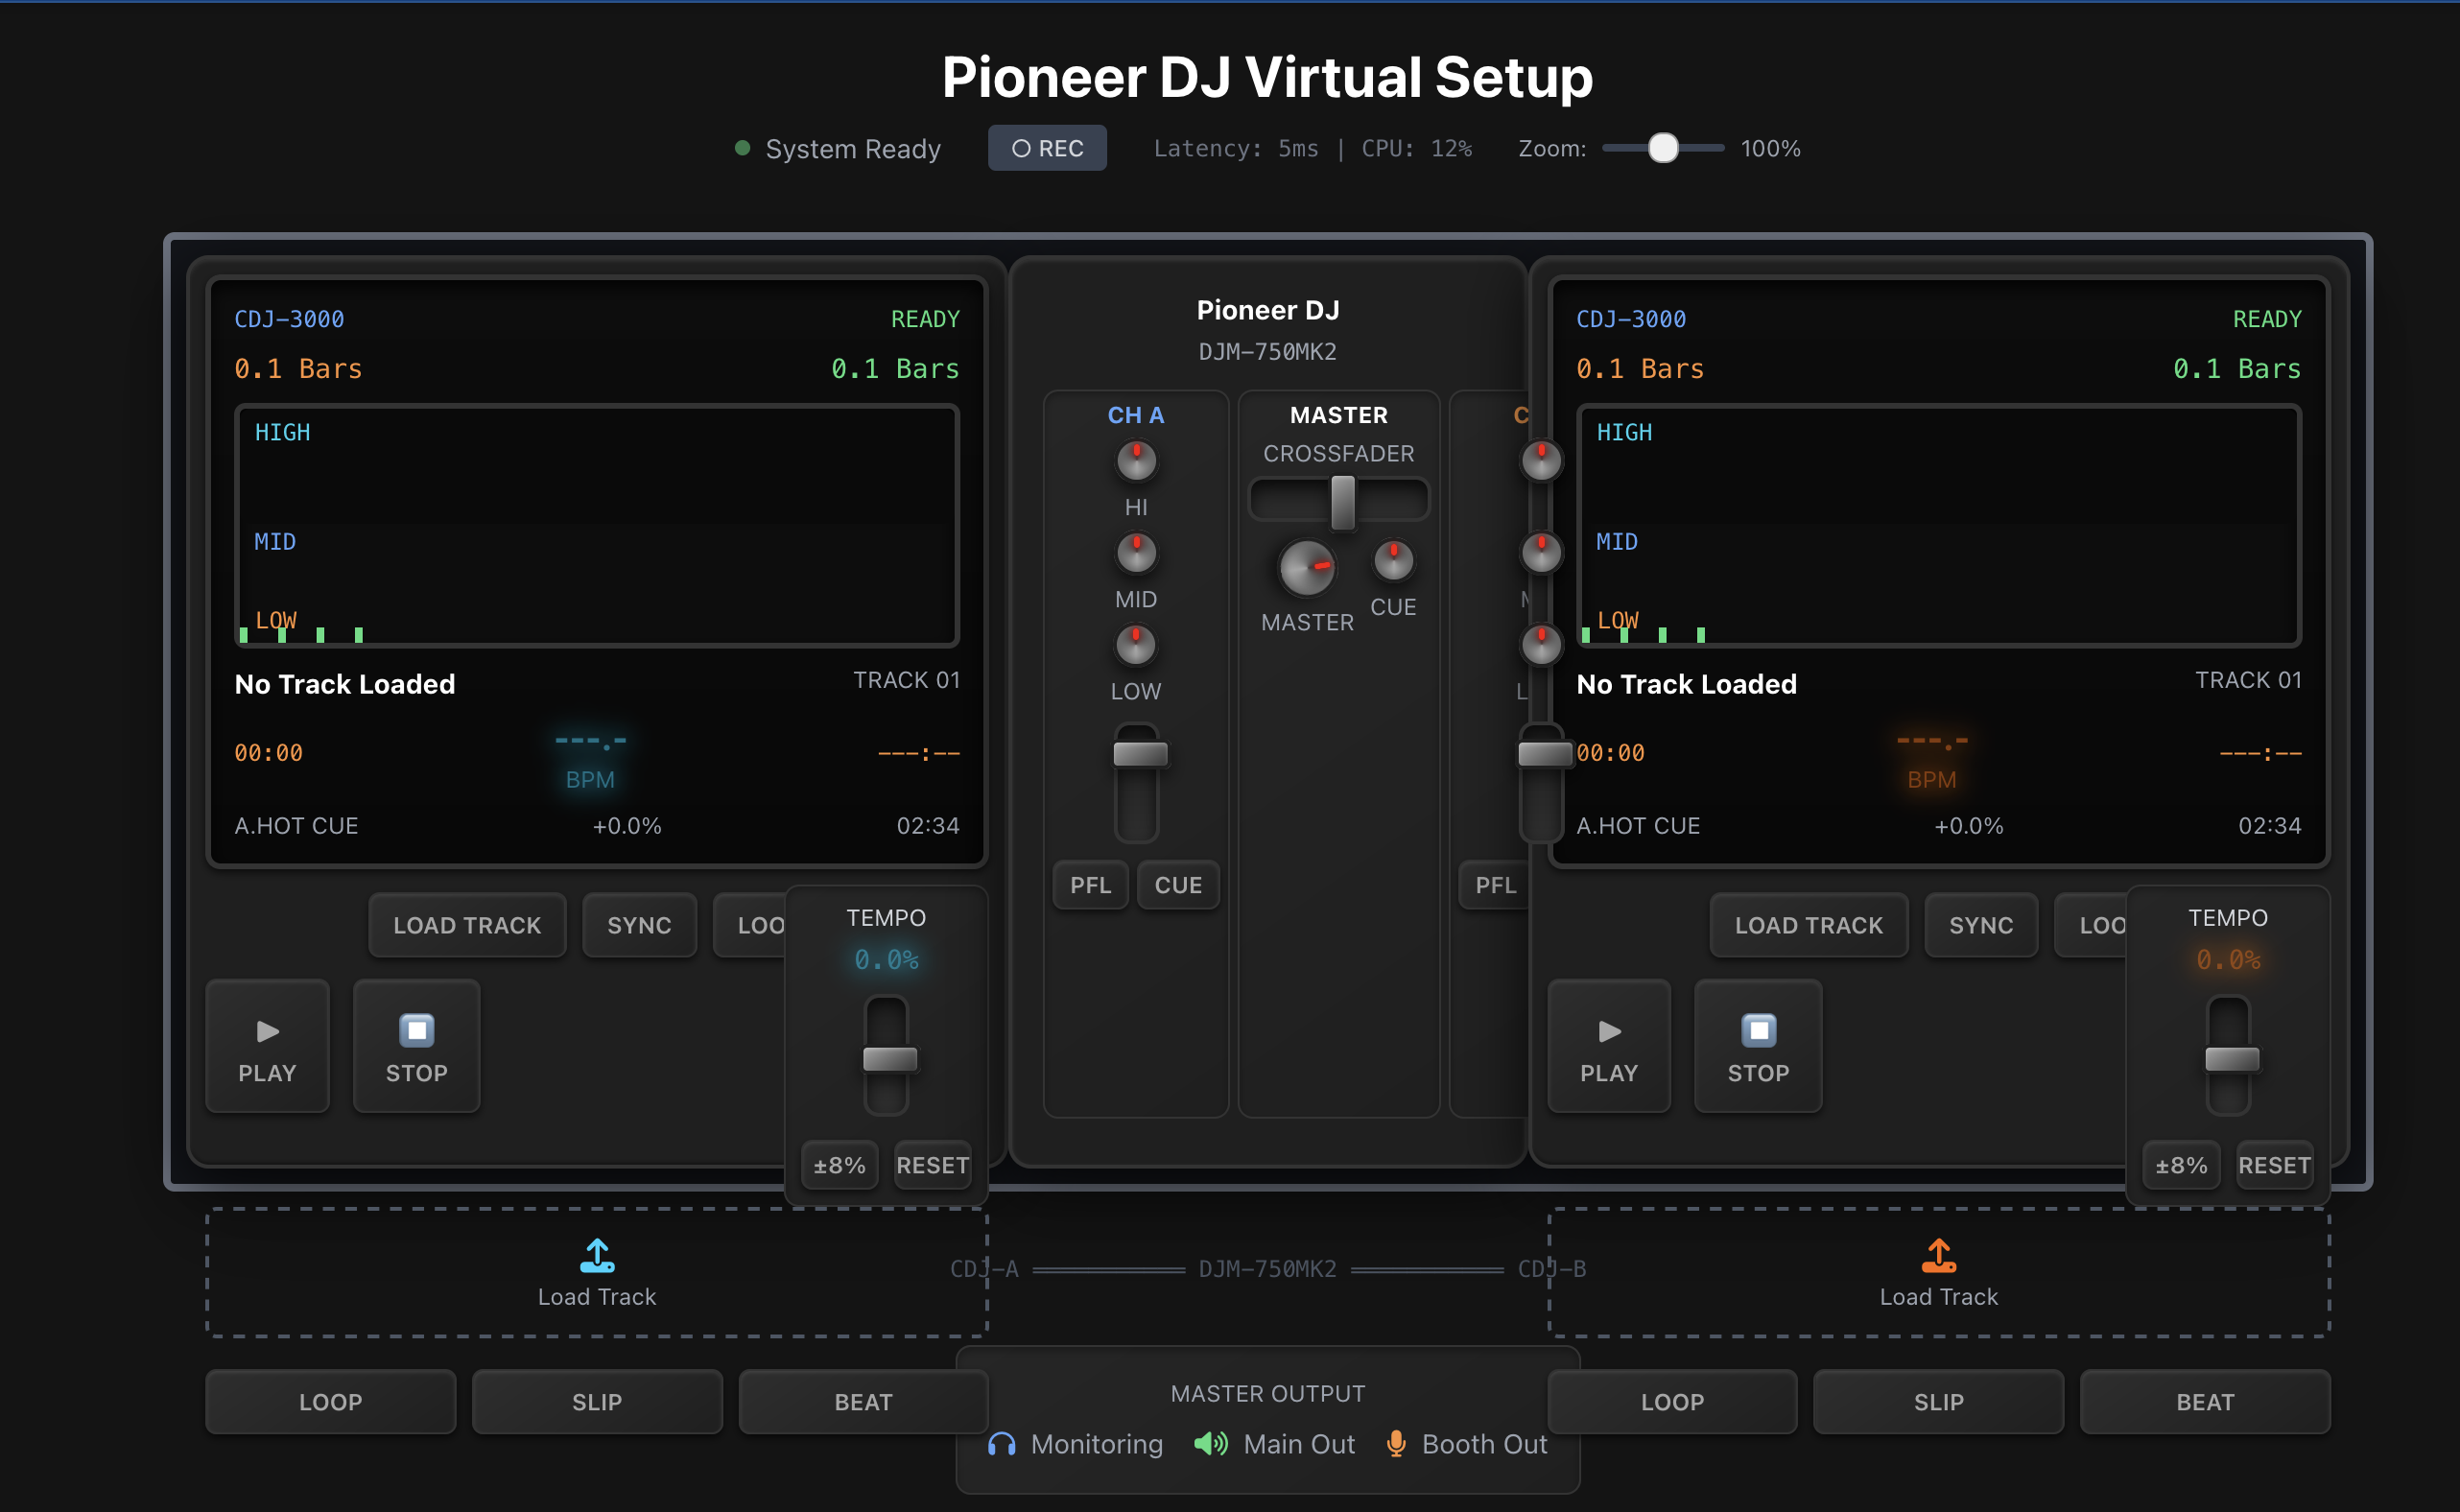 Pioneer DJ Virtual Setup
System Ready
REC
Latency: 5ms | CPU: 12%
Zoom:
100%
CDJ-3000
READY
0.1 Bars
0.1 Bars
HIGH
MID
LOW
No Track Loaded
TRACK 01
00:00
---.-
BPM
---:--
A.HOT CUE
+0.0%
02:34
LOAD TRACK
SYNC
LOO
TEMPO
0.0%
PLAY
STOP
±8%
RESET
Load Track
LOOP
SLIP
BEAT
Pioneer DJ
DJM-750MK2
CH A
HI
MID
LOW
PFL
CUE
MASTER
CROSSFADER
MASTER
CUE
C
M
L
PFL
CDJ-A
DJM-750MK2
CDJ-B
MASTER OUTPUT
Monitoring
Main Out
Booth Out
CDJ-3000
READY
0.1 Bars
0.1 Bars
HIGH
MID
LOW
No Track Loaded
TRACK 01
00:00
---.-
BPM
---:--
A.HOT CUE
+0.0%
02:34
LOAD TRACK
SYNC
LOO
TEMPO
0.0%
PLAY
STOP
±8%
RESET
Load Track
LOOP
SLIP
BEAT